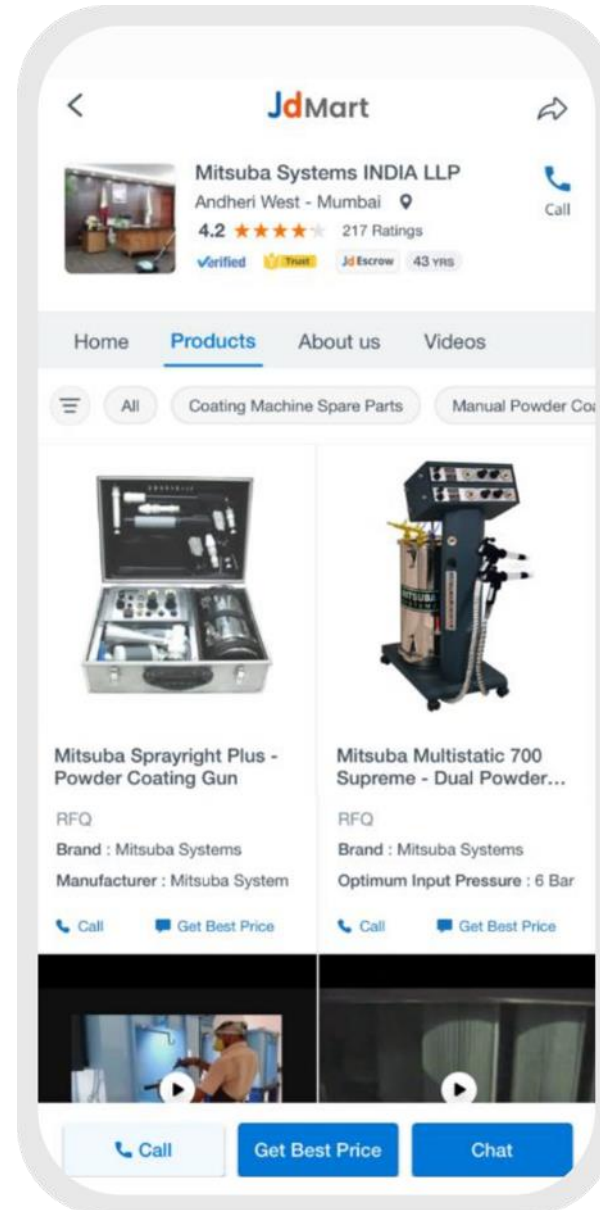 JdMart
Mitsuba Systems INDIA LLP
Andheri West - Mumbai
Call
4.2 217 Ratings
Verified Trust Jd Escrow 43 YRS
Home Products About us Videos
All Coating Machine Spare Parts Manual Powder Coa
MITSUBA
SYSTEMS
Mitsuba Sprayright Plus -
Powder Coating Gun
RFQ
Brand : Mitsuba Systems
Manufacturer : Mitsuba System
Call Get Best Price
Mitsuba Multistatic 700
Supreme - Dual Powder...
RFQ
Brand : Mitsuba Systems
Optimum Input Pressure : 6 Bar
Call Get Best Price
Call Get Best Price Chat